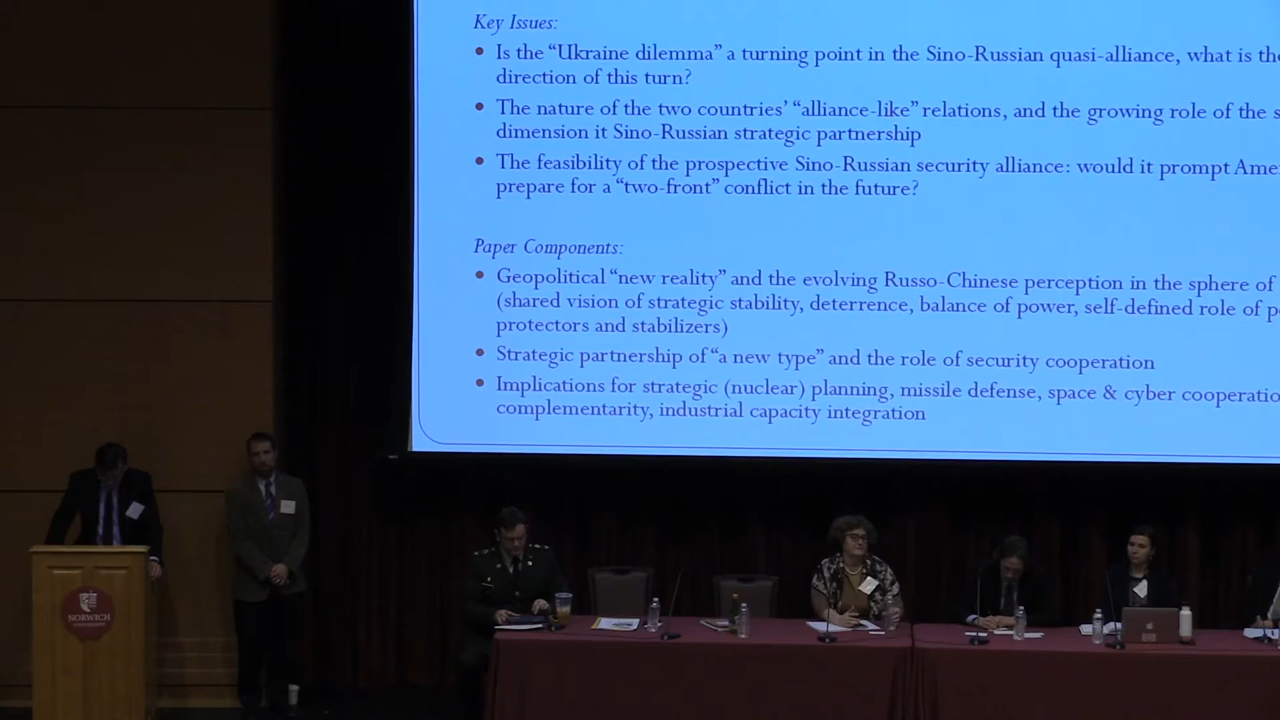 Key Issues:
Is the “Ukraine dilemma” a turning point in the Sino-Russian quasi-alliance, what is the
direction of this turn?
The nature of the two countries’ “alliance-like” relations, and the growing role of the
dimension it Sino-Russian strategic partnership
The feasibility of the prospective Sino-Russian security alliance: would it prompt
prepare for a “two-front” conflict in the future?
Paper Components:
Geopolitical “new reality” and the evolving Russo-Chinese perception in the sphere of
(shared vision of strategic stability, deterrence, balance of power, self-defined role of
protectors and stabilizers)
Strategic partnership of “a new type” and the role of security cooperation
Implications for strategic (nuclear) planning, missile defense, space & cyber
complementarity, industrial capacity integration
NORWICH
UNIVERSITY